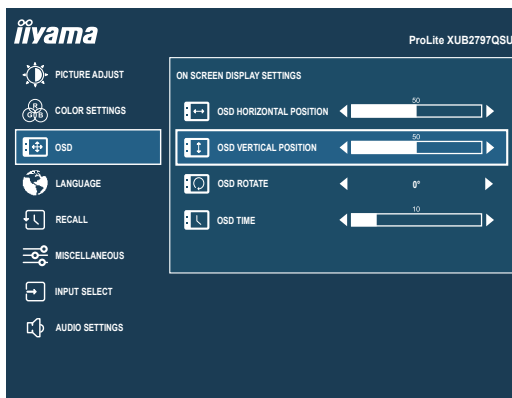 iiyama
ProLite XUB2797QSU
PICTURE ADJUST
COLOR SETTINGS
R
G B
OSD
LANGUAGE
RECALL
MISCELLANEOUS
INPUT SELECT
AUDIO SETTINGS
ON SCREEN DISPLAY SETTINGS
OSD HORIZONTAL POSITION
50
OSD VERTICAL POSITION
50
OSD ROTATE
0°
OSD TIME
10